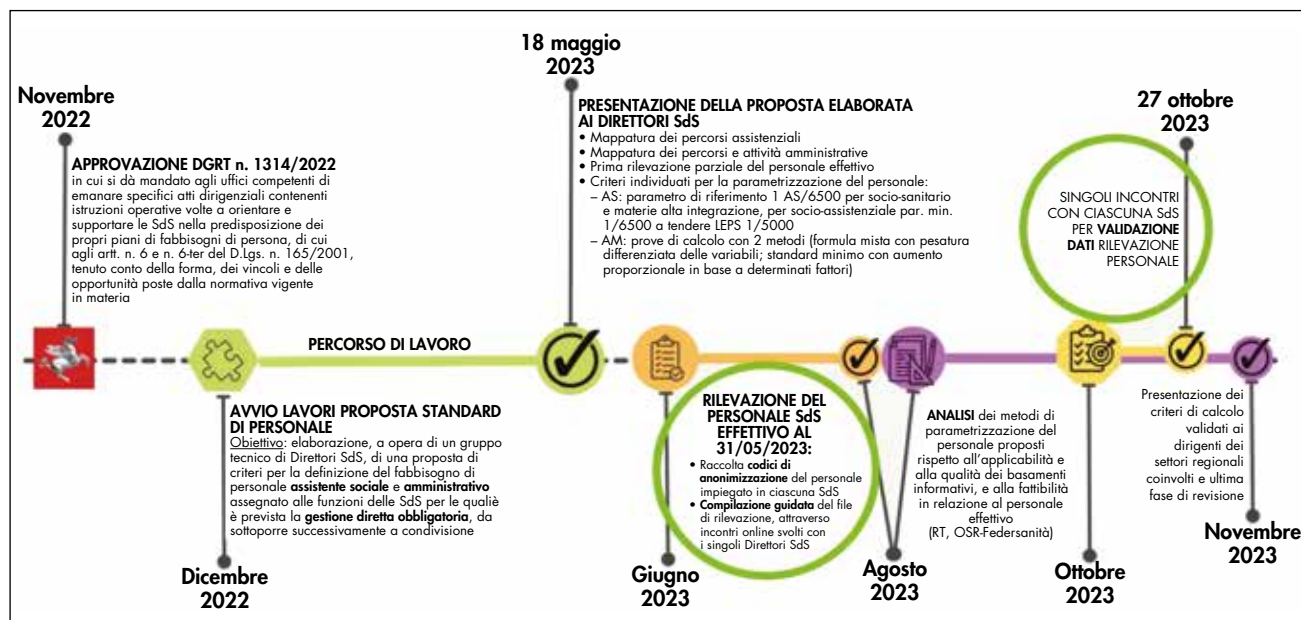 Novembre
2022
APPROVAZIONE DGRT n. 1314/2022
in cui si dà mandato agli uffici competenti di
emanare specifici atti dirigenziali contenenti
istruzioni operative volte a orientare e
supportare le SdS nella predisposizione dei
propri piani di fabbisogni di persona, di cui
agli artt. n. 6 e n. 6-ter del D.Lgs. n. 165/2001,
tenuto conto della forma, dei vincoli e delle
opportunità poste dalla normativa vigente
in materia
PERCORSO DI LAVORO
AVVIO LAVORI PROPOSTA STANDARD
DI PERSONALE
Obiettivo: elaborazione, a opera di un gruppo
tecnico di Direttori SdS, di una proposta di
criteri per la definizione del fabbisogno di
personale assistente sociale e amministrativo
assegnato alle funzioni delle SdS per le qualiè
è prevista la gestione diretta obbligatoria, da
sottoporre successivamente a condivisione
Dicembre
2022
18 maggio
2023
PRESENTAZIONE DELLA PROPOSTA ELABORATA
AI DIRETTORI SdS
• Mappatura dei percorsi assistenziali
• Mappatura dei percorsi e attività amministrative
• Prima rilevazione parziale del personale effettivo
• Criteri individuati per la parametrizzazione del personale:
– AS: parametro di riferimento 1 AS/6500 per socio-sanitario
e materie alta integrazione, per socio-assistenziale par. min.
1/6500 a tendere LEPS 1/5000
– AM: prove di calcolo con 2 metodi (formula mista con pesatura
differenziata delle variabili; standard minimo con aumento
proporzionale in base a determinati fattori)
RILEVAZIONE DEL
PERSONALE SdS
EFFETTIVO AL
31/05/2023:
• Raccolta codici di
anonimizzazione del personale
impiegato in ciascuna SdS
• Compilazione guidata del file
di rilevazione, attraverso
incontri online svolti con
i singoli Direttori SdS
Giugno
2023
Agosto
2023
ANALISI dei metodi di
parametrizzazione del
personale proposti
rispetto all'applicabilità e
alla qualità dei basamenti
informativi, e alla fattibilità
in relazione al personale
effettivo
(RT, OSR-Federsanità)
Ottobre
2023
27 ottobre
2023
SINGOLI INCONTRI
CON CIASCUNA SdS
PER VALIDAZIONE
DATI RILEVAZIONE
PERSONALE
Presentazione dei
criteri di calcolo
validati ai
dirigenti dei
settori regionali
coinvolti e ultima
fase di revisione
Novembre
2023